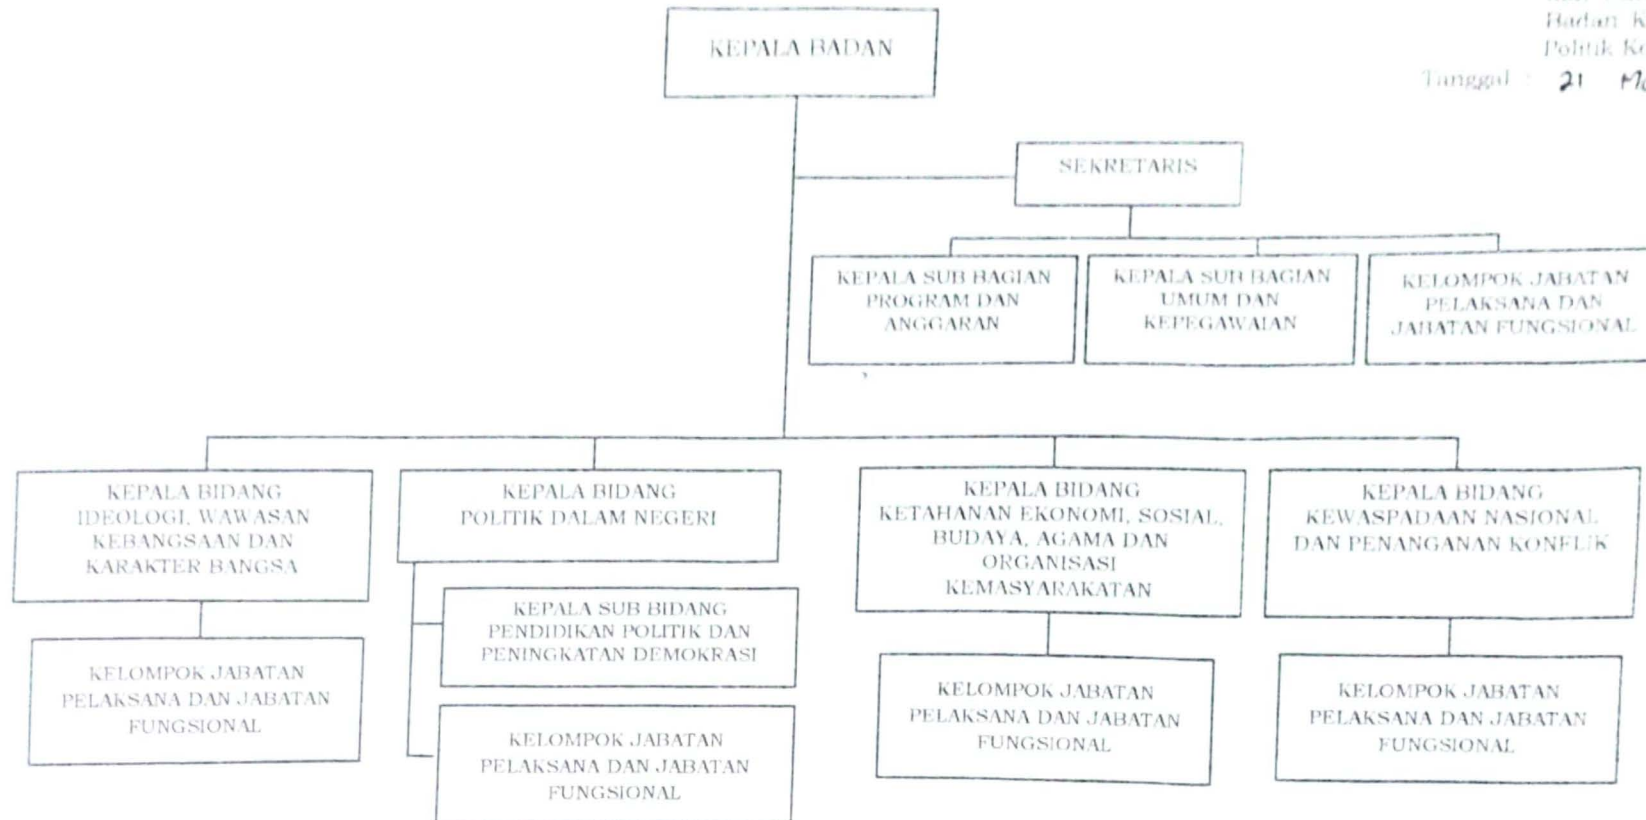 Badan K
Politik Ke
Tanggal : 21 Ma
KEPALA BADAN
SEKRETARIS
KEPALA SUB BAGIAN
PROGRAM DAN
ANGGARAN
KEPALA SUB BAGIAN
UMUM DAN
KEPEGAWAIAN
KELOMPOK JABATAN
PELAKSANA DAN
JABATAN FUNGSIONAL
KEPALA BIDANG
IDEOLOGI, WAWASAN
KEBANGSAAN DAN
KARAKTER BANGSA
KELOMPOK JABATAN
PELAKSANA DAN JABATAN
FUNGSIONAL
KEPALA BIDANG
POLITIK DALAM NEGERI
KEPALA SUB BIDANG
PENDIDIKAN POLITIK DAN
PENINGKATAN DEMOKRASI
KELOMPOK JABATAN
PELAKSANA DAN JABATAN
FUNGSIONAL
KEPALA BIDANG
KETAHANAN EKONOMI, SOSIAL,
BUDAYA, AGAMA DAN
ORGANISASI
KEMASYARAKATAN
KELOMPOK JABATAN
PELAKSANA DAN JABATAN
FUNGSIONAL
KEPALA BIDANG
KEWASPADAAN NASIONAL
DAN PENANGANAN KONFLIK
KELOMPOK JABATAN
PELAKSANA DAN JABATAN
FUNGSIONAL